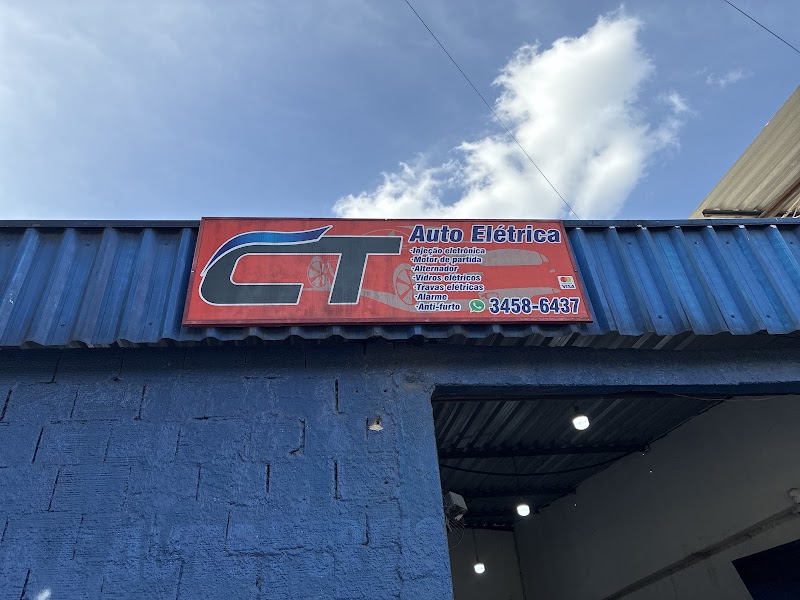 CT
Auto Elétrica
·Injeção eletrônica
·Motor de partida
·Alternador
·Vidros elétricos
·Travas elétricas
·Alarme
·Anti-furto
3458-6437
VISA